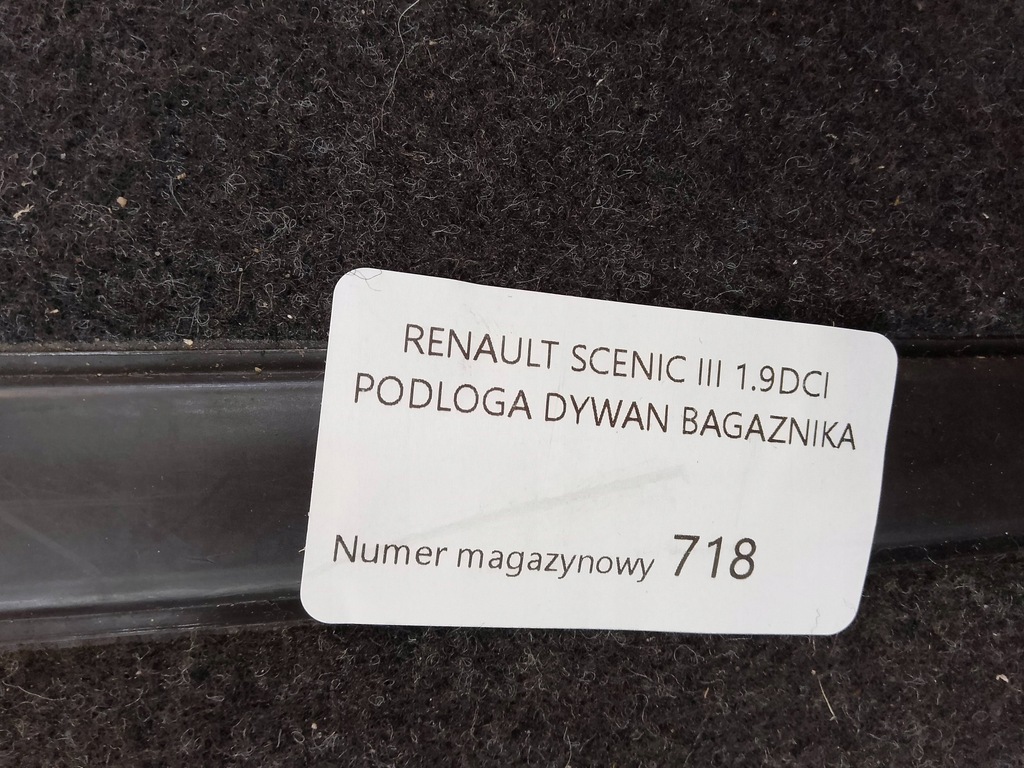 RENAULT SCENIC III 1.9DCI
PODLOGA DYWAN BAGAZNIKA
Numer magazynowy 718